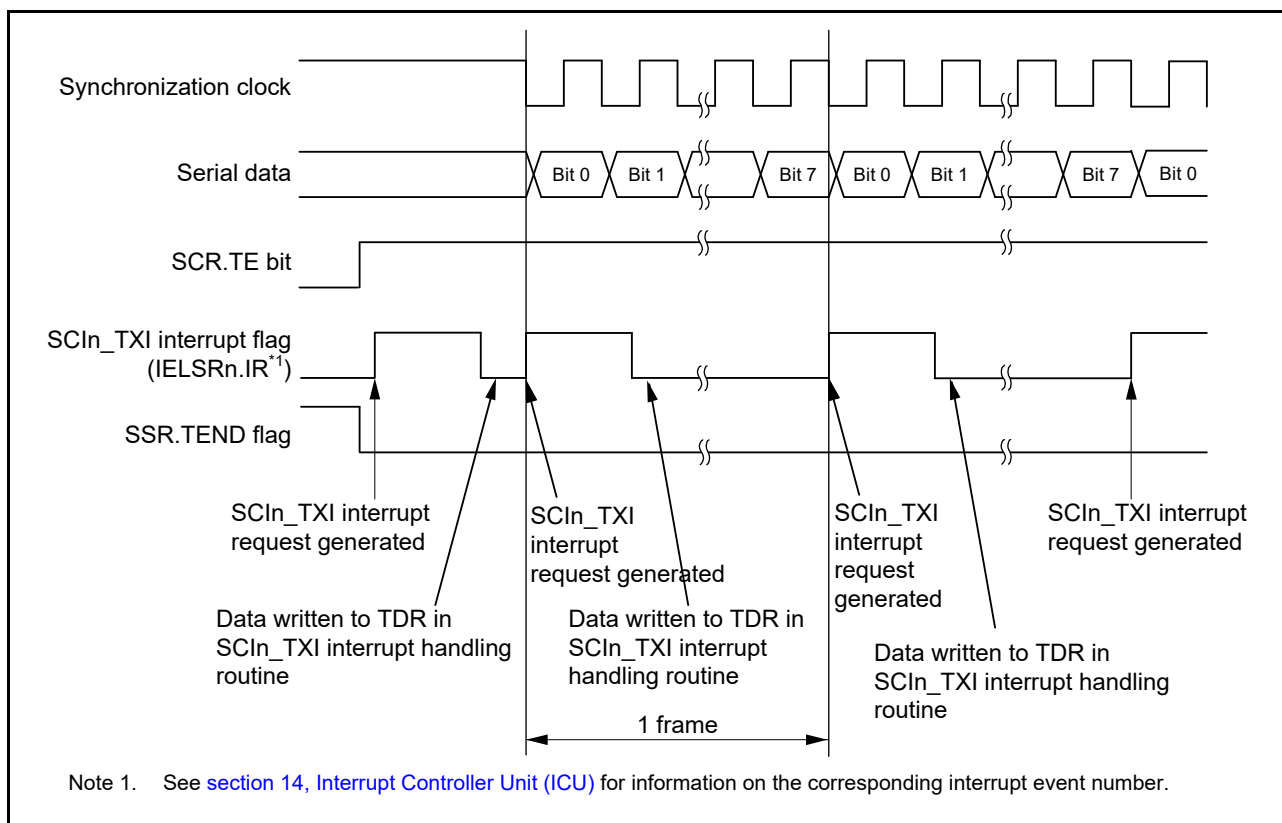 Synchronization clock
Serial data
Bit 0 Bit 1 Bit 7 Bit 0 Bit 1 Bit 7 Bit 0
SCR.TE bit
SCIn_TXI interrupt flag
(IELSRn.IR*1)
SSR.TEND flag
SCIn_TXI interrupt
request generated
SCIn_TXI
interrupt
request generated
SCIn_TXI
interrupt
request
generated
SCIn_TXI interrupt
request generated
Data written to TDR in
SCIn_TXI interrupt handling
routine
Data written to TDR in
SCIn_TXI interrupt
handling routine
Data written to TDR in
SCIn_TXI interrupt handling
routine
1 frame
Note 1. See section 14, Interrupt Controller Unit (ICU) for information on the corresponding interrupt event number.